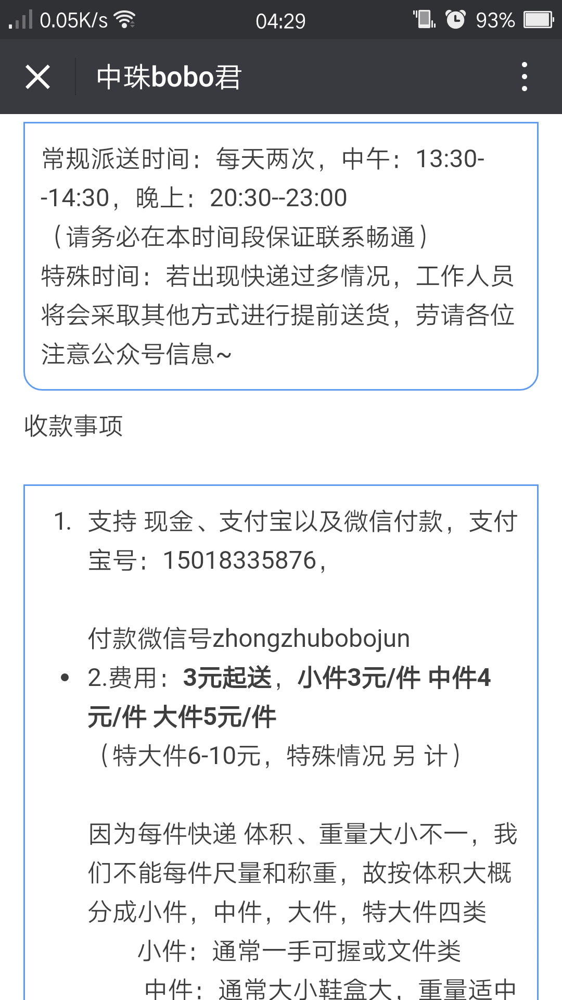 0.05K/s 04:29 93%
中珠bobo君
常规派送时间：每天两次，中午：13:30-
-14:30，晚上：20:30--23:00
（请务必在本时间段保证联系畅通）
特殊时间：若出现快递过多情况，工作人员
将会采取其他方式进行提前送货，劳请各位
注意公众号信息~
收款事项
1. 支持 现金、支付宝以及微信付款，支付
宝号：15018335876，
付款微信号zhongzhubobojun
• 2.费用：3元起送，小件3元/件 中件4
元/件 大件5元/件
（特大件6-10元，特殊情况 另 计）
因为每件快递 体积、重量大小不一，我
们不能每件尺量和称重，故按体积大概
分成小件，中件，大件，特大件四类
小件：通常一手可握或文件类
中件：通常大小鞋盒大，重量适中